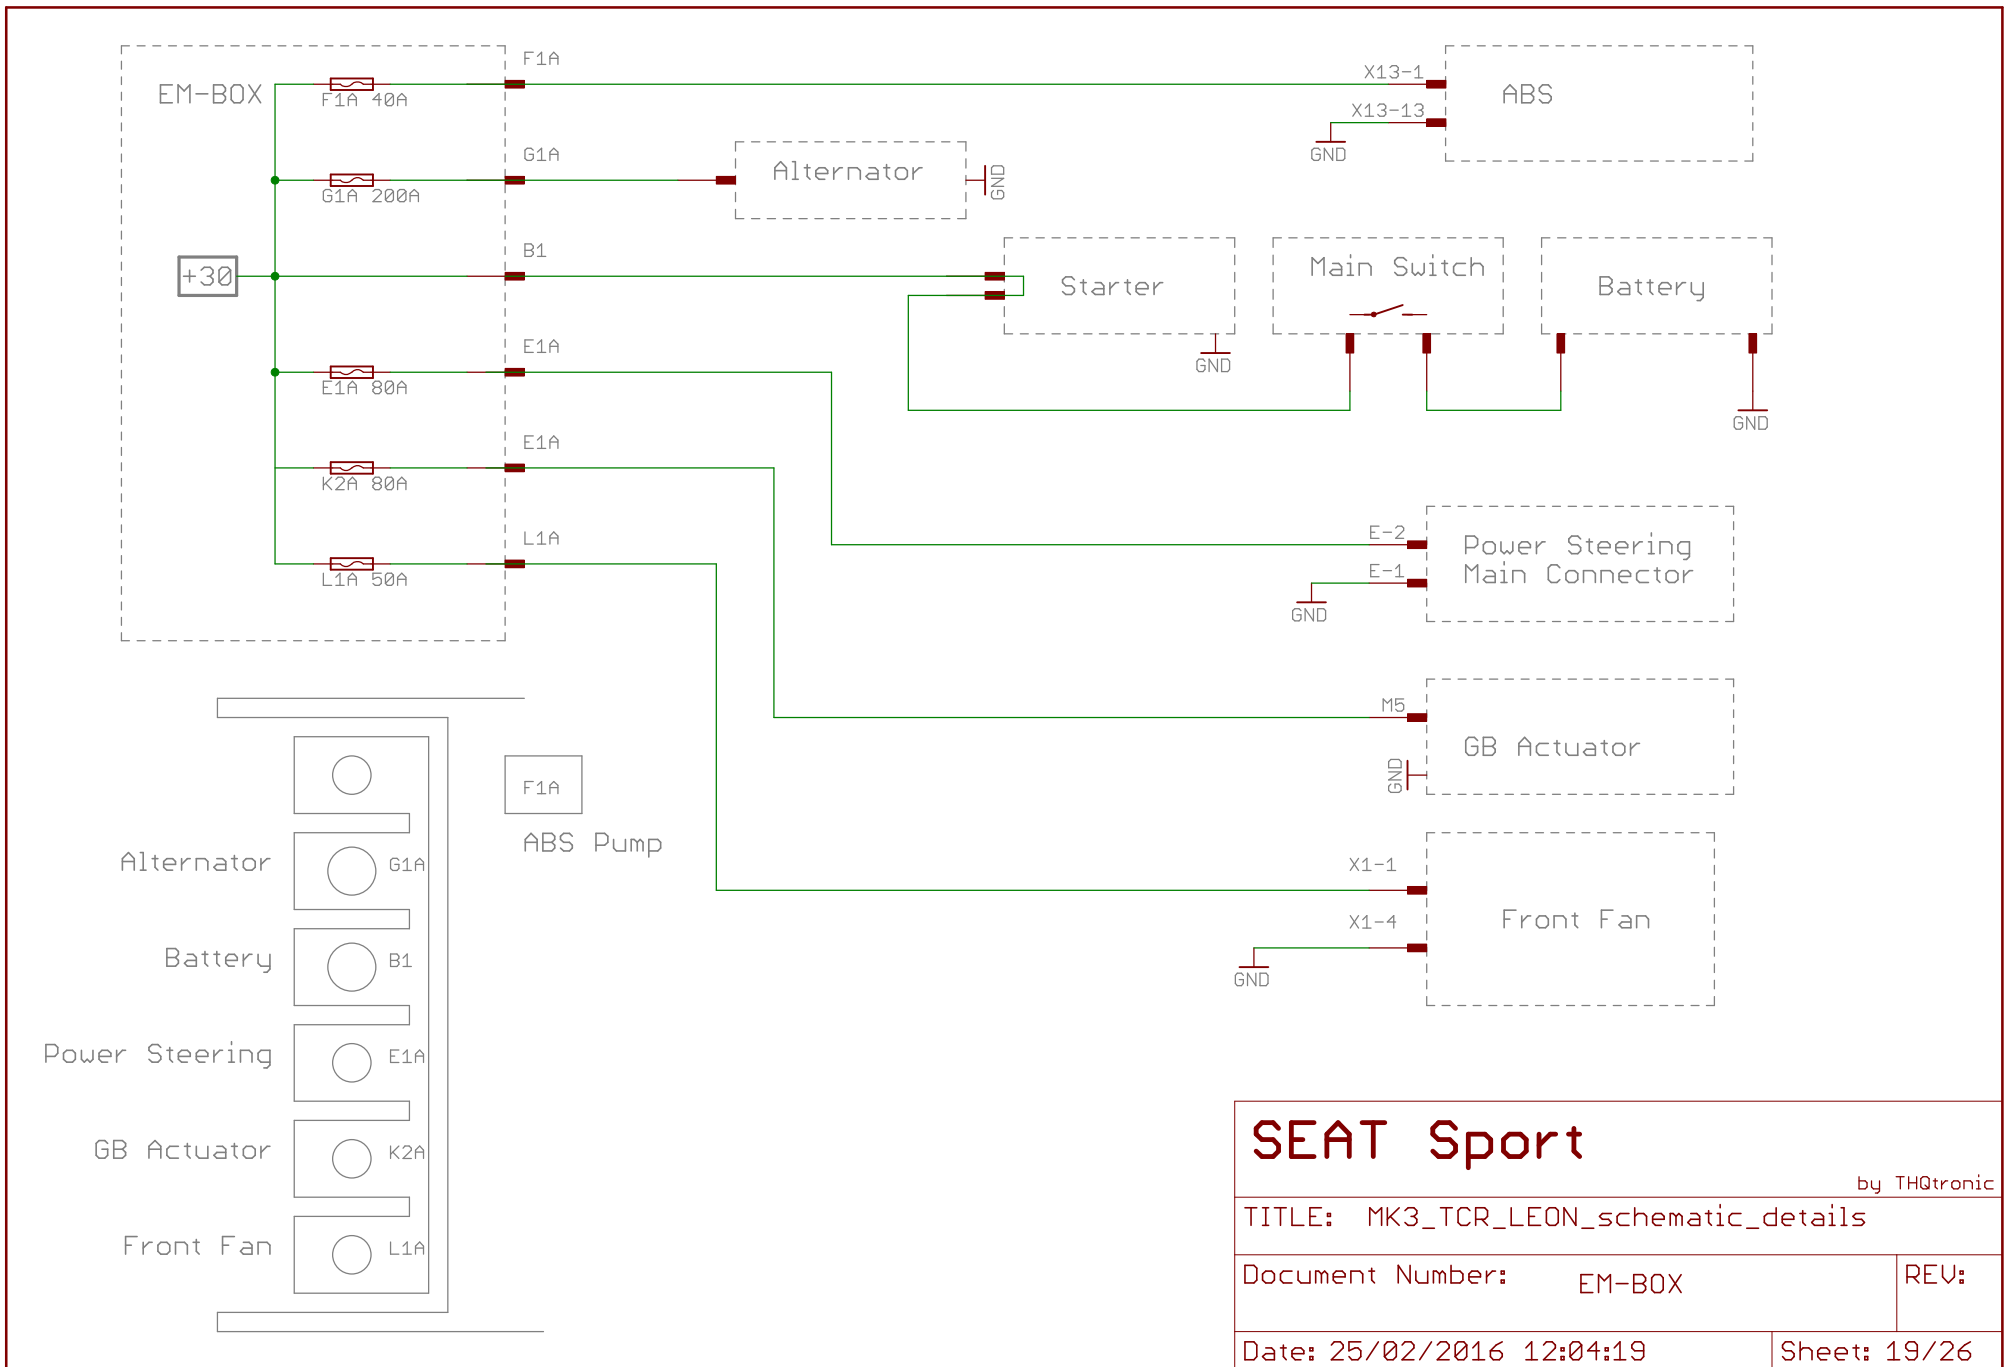 EM-BOX
F1A 40A
F1A
G1A 200A
G1A
+30
B1
E1A 80A
E1A
K2A 80A
E1A
L1A 50A
L1A
Alternator
GND
X13-1
X13-13
GND
ABS
Starter
GND
Main Switch
Battery
GND
E-2
E-1
GND
Power Steering
Main Connector
M5
GND
GB Actuator
X1-1
X1-4
GND
Front Fan
F1A
ABS Pump
Alternator G1A
Battery B1
Power Steering E1A
GB Actuator K2A
Front Fan L1A
SEAT Sport
by THQtronic
TITLE: MK3_TCR_LEON_schematic_details
Document Number: EM-BOX
REV:
Date: 25/02/2016 12:04:19
Sheet: 19/26